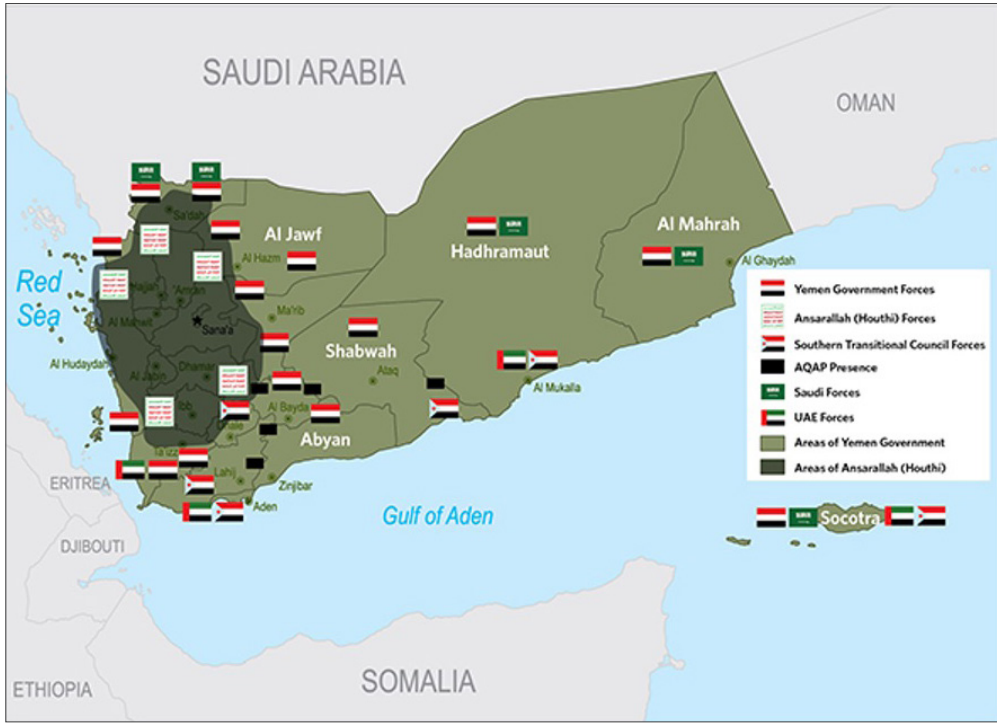 SAUDI ARABIA
OMAN
Sa'dah
Al Jawf
Al Mahrah
Hadhramaut
Al Hazm
Al Ghaydah
Red
Sea
Hajjah
'Amran
Ma'rib
Al Mahwit
Sana'a
Shabwah
Al Hudaydah
Al Jabin
Dhamar
Ataq
Al Mukalla
Ibb
Al Bayda
Abyan
Ta'izz
Lahij
Zinjibar
Aden
ERITREA
Gulf of Aden
DJIBOUTI
Socotra
SOMALIA
ETHIOPIA
Yemen Government Forces
Ansarallah (Houthi) Forces
Southern Transitional Council Forces
AQAP Presence
Saudi Forces
UAE Forces
Areas of Yemen Government
Areas of Ansarallah (Houthi)